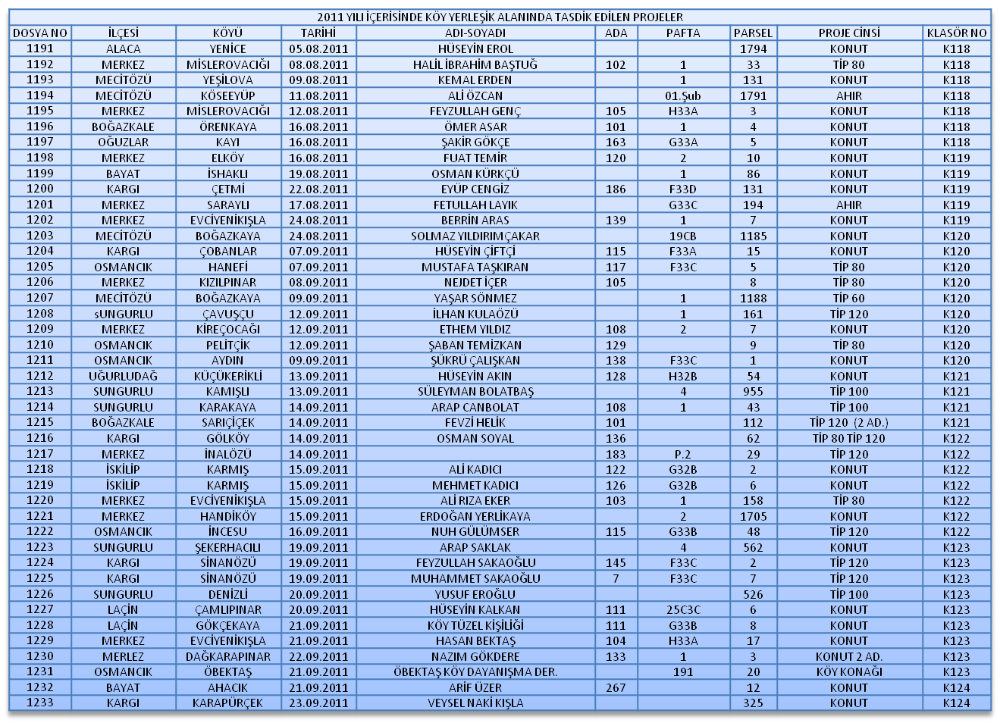 2011 YILI İÇERİSİNDE KÖY YERLEŞİK ALANINDA TASDİK EDİLEN PROJELER
DOSYA NO İLÇESİ KÖYÜ TARİHİ ADI-SOYADI ADA PAFTA PARSEL PROJE CİNSİ KLASÖR NO
1191 ALACA YENİCE 05.08.2011 HÜSEYİN EROL 1794 KONUT K118
1192 MERKEZ MİSLEROVACIĞI 08.08.2011 HALİL İBRAHİM BAŞTUĞ 102 1 33 TİP 80 K118
1193 MECİTÖZÜ YEŞİLOVA 09.08.2011 KEMAL ERDEN 1 131 KONUT K118
1194 MECİTÖZÜ KÖSEEYÜP 11.08.2011 ALİ ÖZCAN 01.Şub 1791 AHIR K118
1195 MERKEZ MİSLEROVACIĞI 12.08.2011 FEYZULLAH GENÇ 105 H33A 3 KONUT K118
1196 BOĞAZKALE ÖRENKAYA 16.08.2011 ÖMER ASAR 101 1 4 KONUT K118
1197 OĞUZLAR KAYI 16.08.2011 ŞAKİR GÖKÇE 163 G33A 5 KONUT K118
1198 MERKEZ ELKÖY 16.08.2011 FUAT TEMİR 120 2 10 KONUT K119
1199 BAYAT İSHAKLI 19.08.2011 OSMAN KÜRKÇÜ 1 86 KONUT K119
1200 KARGI ÇETMİ 22.08.2011 EYÜP CENGİZ 186 F33D 131 KONUT K119
1201 MERKEZ SARAYLI 17.08.2011 FETULLAH LAYIK G33C 194 AHIR K119
1202 MERKEZ EVCİYENİKIŞLA 24.08.2011 BERRİN ARAS 139 1 7 KONUT K119
1203 MECİTÖZÜ BOĞAZKAYA 24.08.2011 SOLMAZ YILDIRIMÇAKAR 19CB 1185 KONUT K120
1204 KARGI ÇOBANLAR 07.09.2011 HÜSEYİN ÇİFTÇİ 115 F33A 15 KONUT K120
1205 OSMANCIK HANEFİ 07.09.2011 MUSTAFA TAŞKIRAN 117 F33C 5 TİP 80 K120
1206 MERKEZ KIZILPINAR 08.09.2011 NEJDET İÇER 105 8 TİP 80 K120
1207 MECİTÖZÜ BOĞAZKAYA 09.09.2011 YAŞAR SÖNMEZ 1 1188 TİP 60 K120
1208 sUNGURLU ÇAVUŞÇU 12.09.2011 İLHAN KULAÖZÜ 1 161 TİP 120 K120
1209 MERKEZ KİREÇOCAĞI 12.09.2011 ETHEM YILDIZ 108 2 7 KONUT K120
1210 OSMANCIK PELİTÇİK 12.09.2011 ŞABAN TEMİZKAN 129 9 TİP 80 K120
1211 OSMANCIK AYDIN 09.09.2011 ŞÜKRÜ ÇALIŞKAN 138 F33C 1 KONUT K120
1212 UĞURLUDAĞ KÜÇÜKERİKLİ 13.09.2011 HÜSEYİN AKIN 128 H32B 54 KONUT K121
1213 SUNGURLU KAMIŞLI 13.09.2011 SÜLEYMAN BOLATBAŞ 4 955 TİP 100 K121
1214 SUNGURLU KARAKAYA 14.09.2011 ARAP CANBOLAT 108 1 43 TİP 100 K121
1215 BOĞAZKALE SARIÇİÇEK 14.09.2011 FEVZİ HELİK 101 112 TİP 120 (2 AD.) K121
1216 KARGI GÖLKÖY 14.09.2011 OSMAN SOYAL 136 62 TİP 80 TİP 120 K122
1217 MERKEZ İNALÖZÜ 14.09.2011 183 P.2 29 TİP 120 K122
1218 İSKİLİP KARMIŞ 15.09.2011 ALİ KADICI 122 G32B 2 KONUT K122
1219 İSKİLİP KARMIŞ 15.09.2011 MEHMET KADICI 126 G32B 6 KONUT K122
1220 MERKEZ EVCİYENİKIŞLA 15.09.2011 ALİ RIZA EKER 103 1 158 TİP 80 K122
1221 MERKEZ HANDİKÖY 15.09.2011 ERDOĞAN YERLİKAYA 2 1705 KONUT K122
1222 OSMANCIK İNCESU 16.09.2011 NUH GÜLÜMSER 115 G33B 48 TİP 120 K122
1223 SUNGURLU ŞEKERHACILI 19.09.2011 ARAP SAKLAK 4 562 KONUT K123
1224 KARGI SİNANÖZÜ 19.09.2011 FEYZULLAH SAKAOĞLU 145 F33C 2 TİP 120 K123
1225 KARGI SİNANÖZÜ 19.09.2011 MUHAMMET SAKAOĞLU 7 F33C 7 TİP 120 K123
1226 SUNGURLU DENİZLİ 20.09.2011 YUSUF EROĞLU 526 TİP 100 K123
1227 LAÇİN ÇAMLIPINAR 20.09.2011 HÜSEYİN KALKAN 111 25C3C 6 KONUT K123
1228 LAÇİN GÖKÇEKAYA 21.09.2011 KÖY TÜZEL KİŞİLİĞİ 111 G33B 8 KONUT K123
1229 MERKEZ EVCİYENİKIŞLA 21.09.2011 HASAN BEKTAŞ 104 H33A 17 KONUT K123
1230 MERLEZ DAĞKARAPINAR 22.09.2011 NAZIM GÖKDERE 133 1 3 KONUT 2 AD. K123
1231 OSMANCIK ÖBEKTAŞ 21.09.2011 ÖBEKTAŞ KÖY DAYANIŞMA DER. 191 20 KÖY KONAĞI K123
1232 BAYAT AHACIK 21.09.2011 ARİF ÜZER 267 12 KONUT K124
1233 KARGI KARAPÜRÇEK 23.09.2011 VEYSEL NAKİ KIŞLA 325 KONUT K124